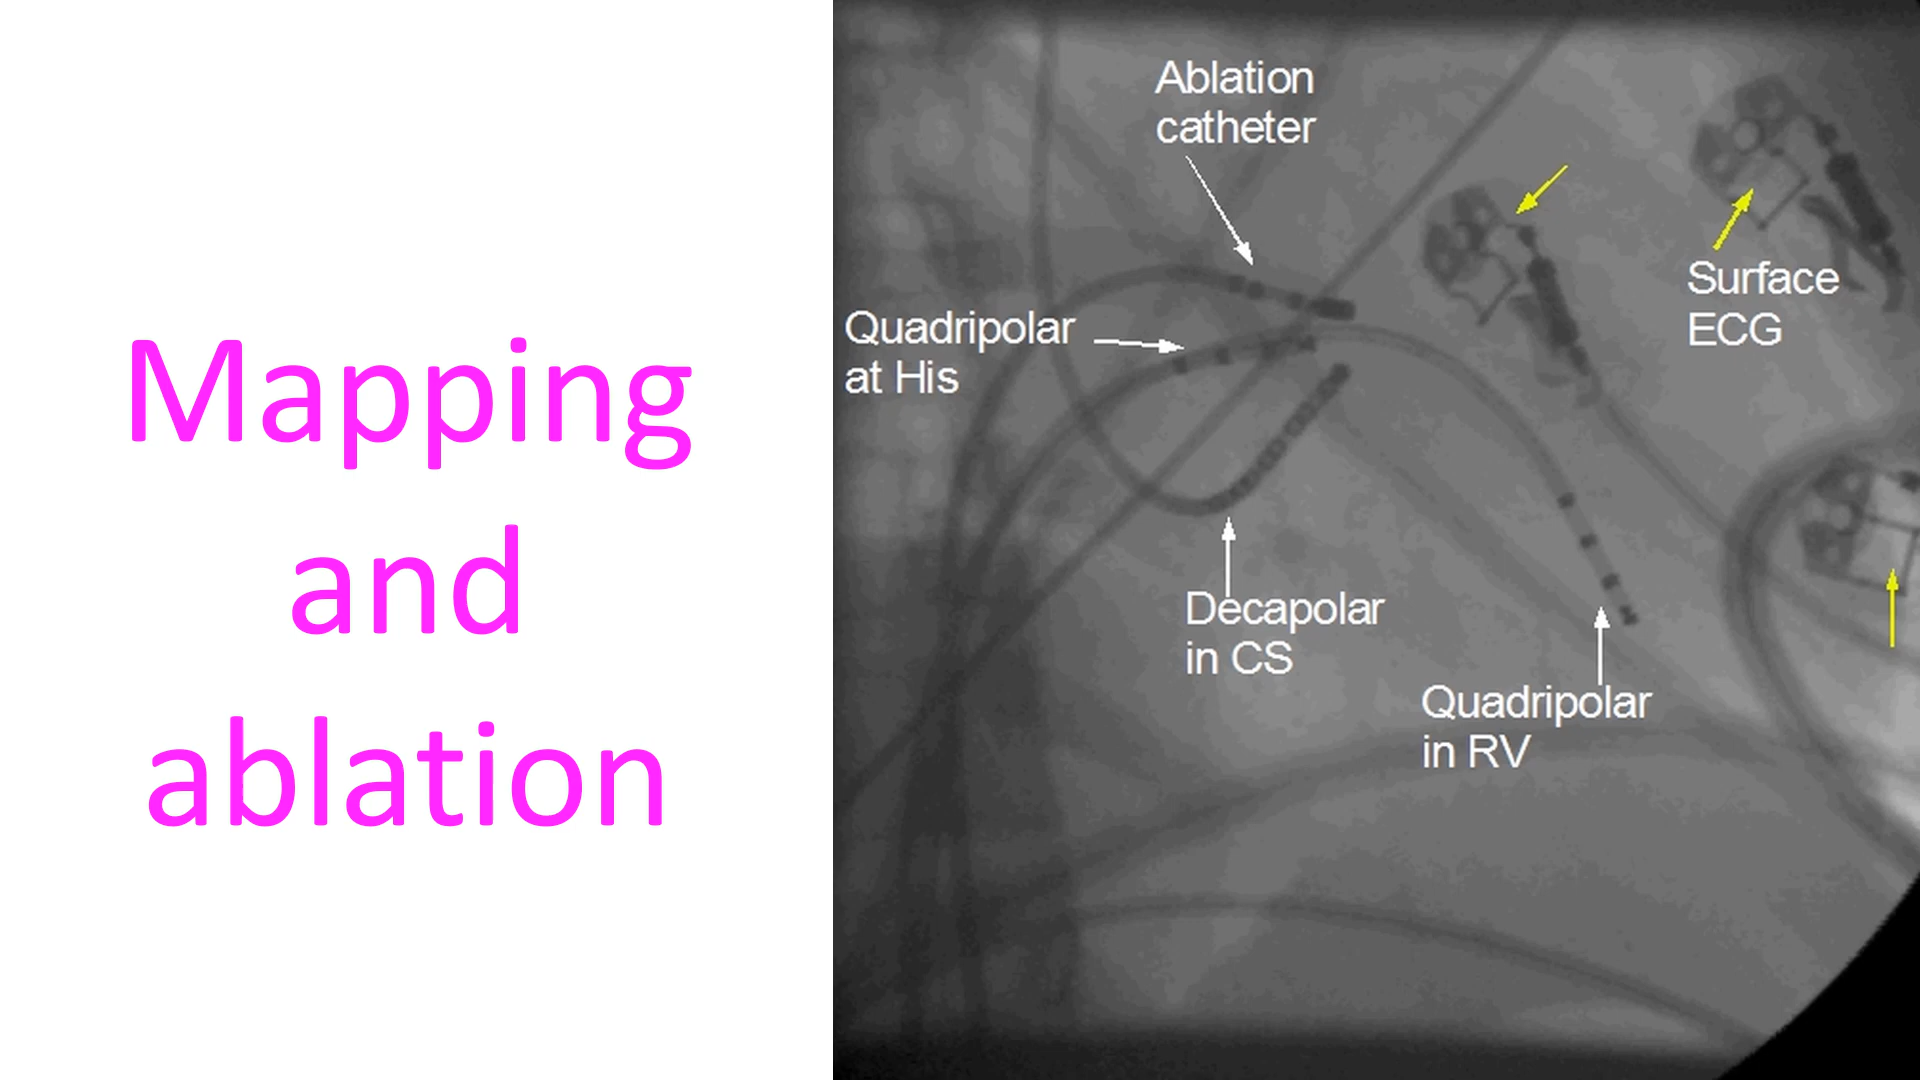 Mapping
and
ablation
Ablation
catheter
Quadripolar
at His
Surface
ECG
Decapolar
in CS
Quadripolar
in RV